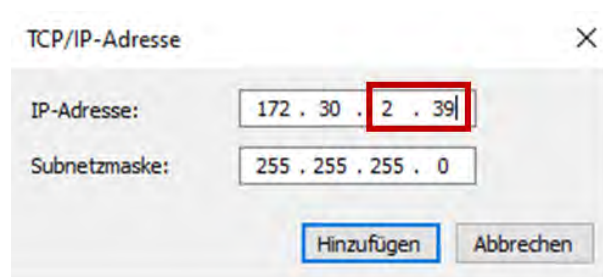 TCP/IP-Adresse
IP-Adresse: 172 . 30 . 2 . 39
Subnetzmaske: 255 . 255 . 255 . 0
Hinzufügen Abbrechen